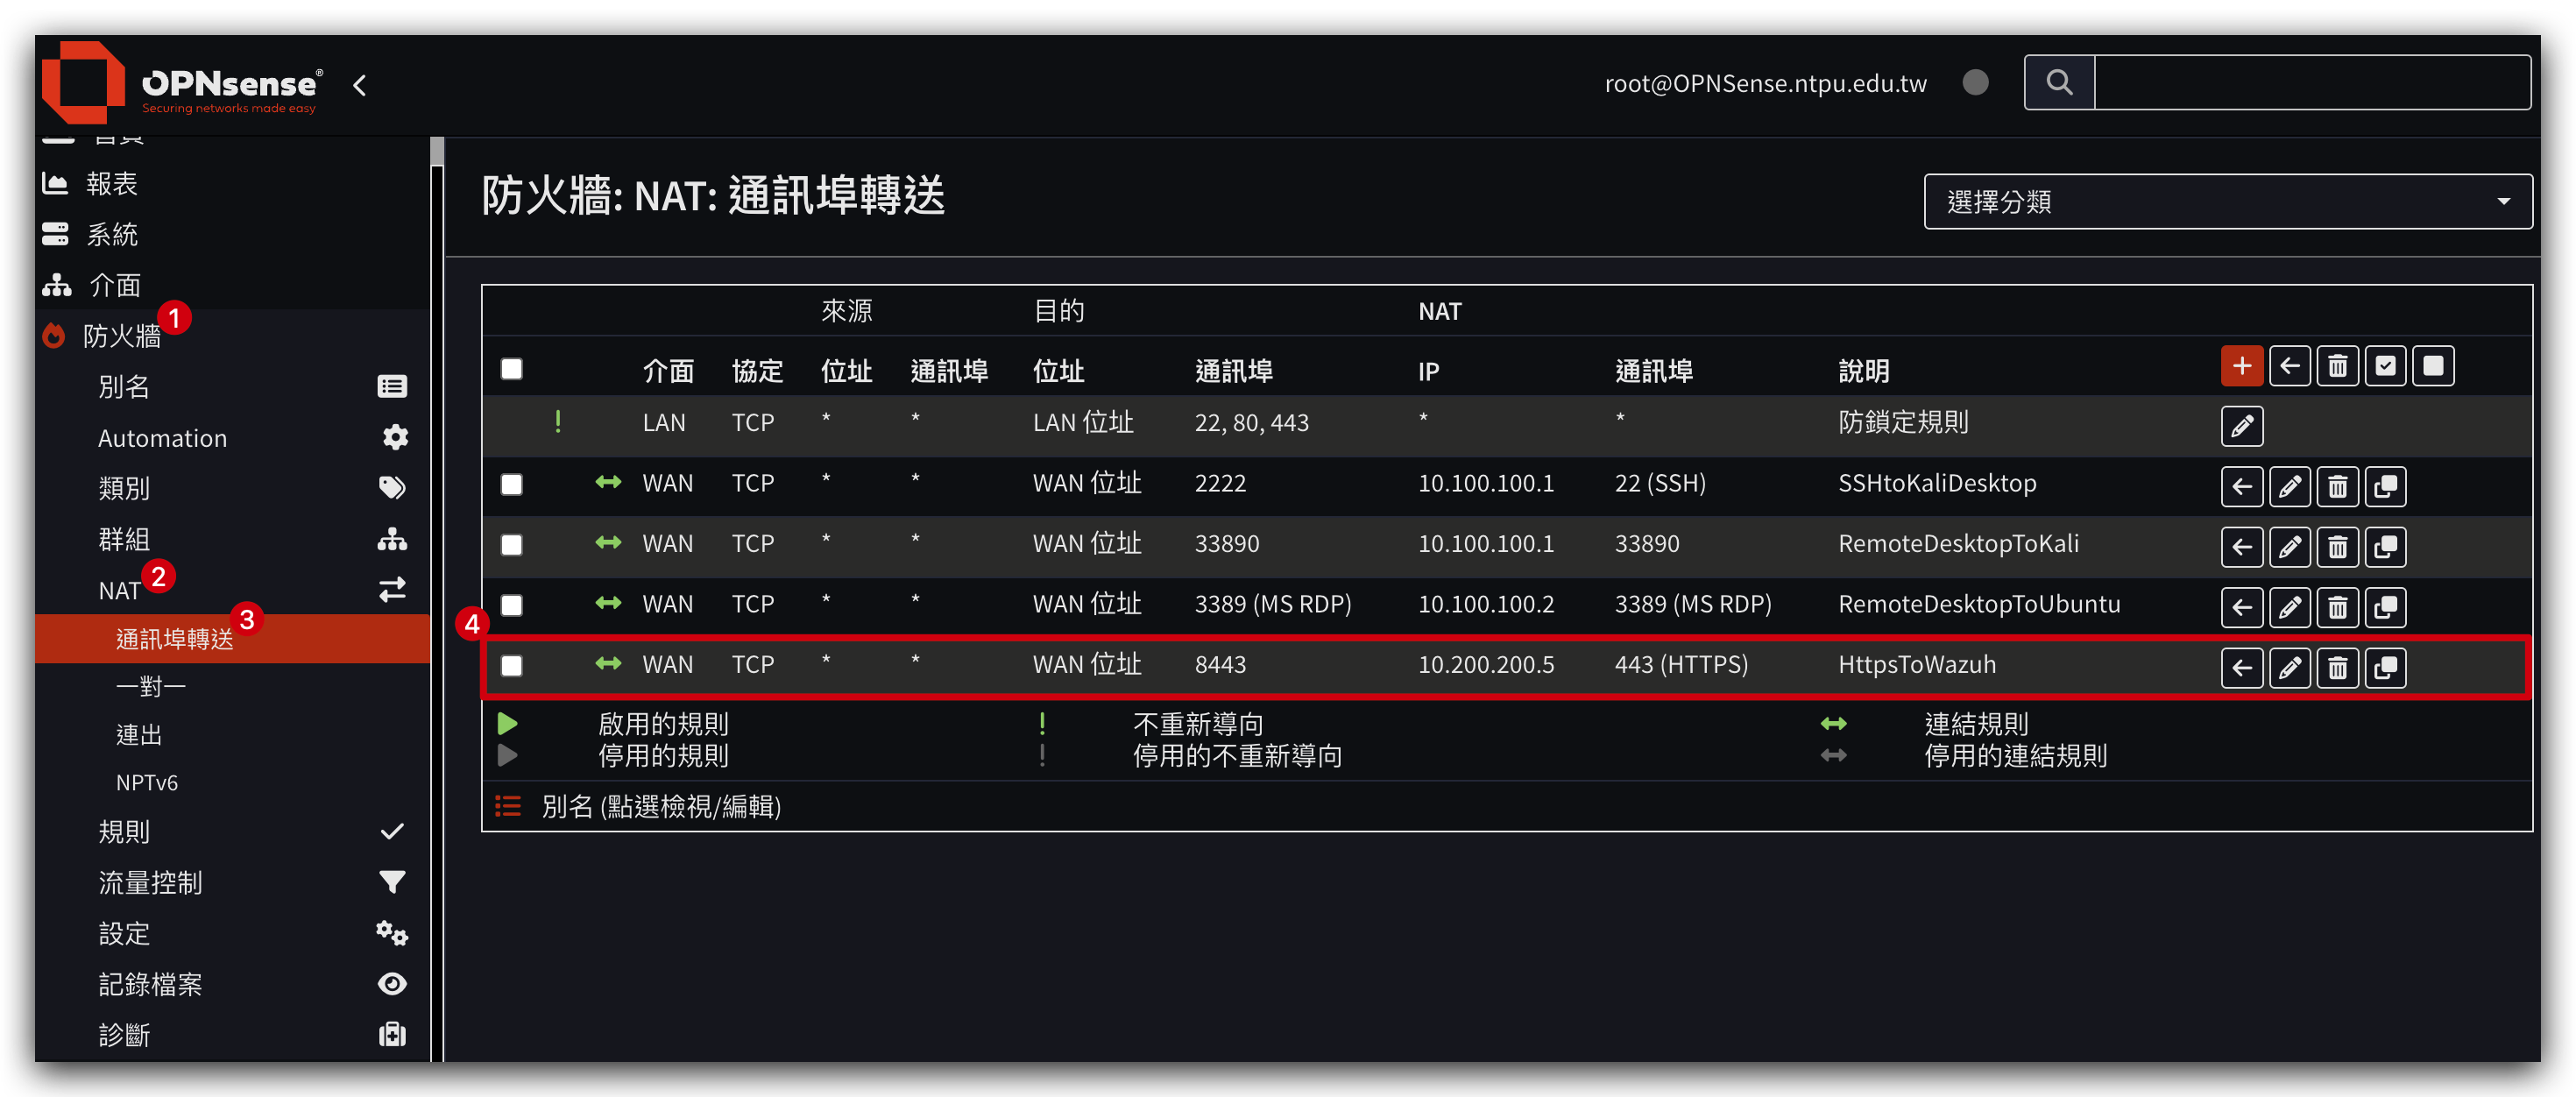 OPNsense®
Securing networks made easy
root@OPNSense.ntpu.edu.tw
報表
系統
介面
防火牆 1
別名
Automation
類別
群組
NAT 2
通訊埠轉送 3
一對一
連出
NPTv6
規則
流量控制
設定
記錄檔案
診斷
防火牆: NAT: 通訊埠轉送
選擇分類
來源 目的 NAT
介面 協定 位址 通訊埠 位址 通訊埠 IP 通訊埠 說明
LAN TCP * * LAN 位址 22, 80, 443 * * 防鎖定規則
WAN TCP * * WAN 位址 2222 10.100.100.1 22 (SSH) SSHtoKaliDesktop
WAN TCP * * WAN 位址 33890 10.100.100.1 33890 RemoteDesktopToKali
WAN TCP * * WAN 位址 3389 (MS RDP) 10.100.100.2 3389 (MS RDP) RemoteDesktopToUbuntu
4
WAN TCP * * WAN 位址 8443 10.200.200.5 443 (HTTPS) HttpsToWazuh
啟用的規則 ! 不重新導向 連結規則
停用的規則 ! 停用的不重新導向 停用的連結規則
別名 (點選檢視/編輯)